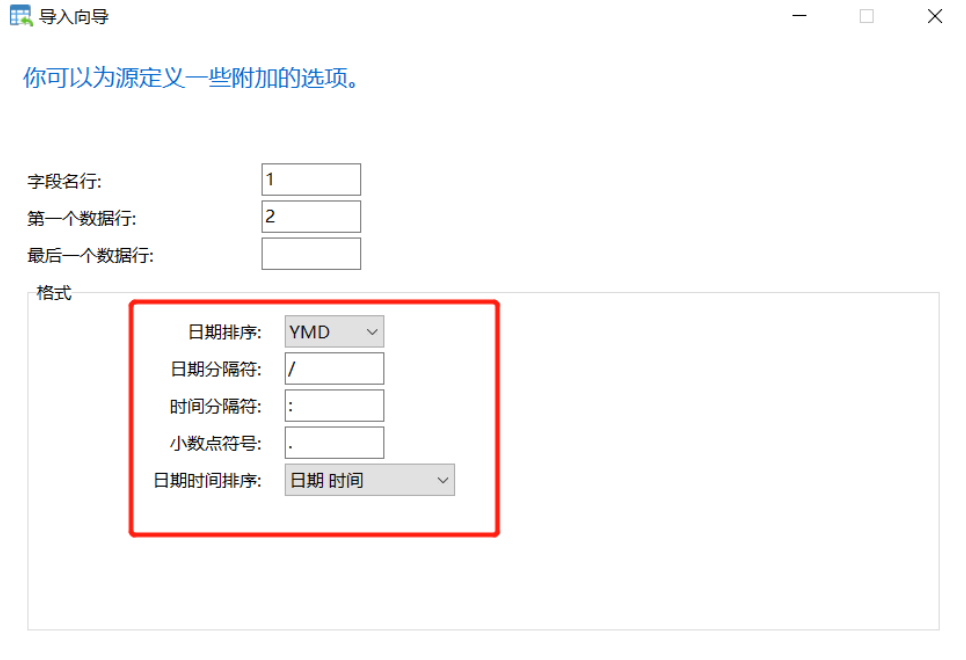 导入向导
你可以为源定义一些附加的选项。
字段名行: 1
第一个数据行: 2
最后一个数据行:
格式
日期排序: YMD
日期分隔符: /
时间分隔符: :
小数点符号: .
日期时间排序: 日期 时间